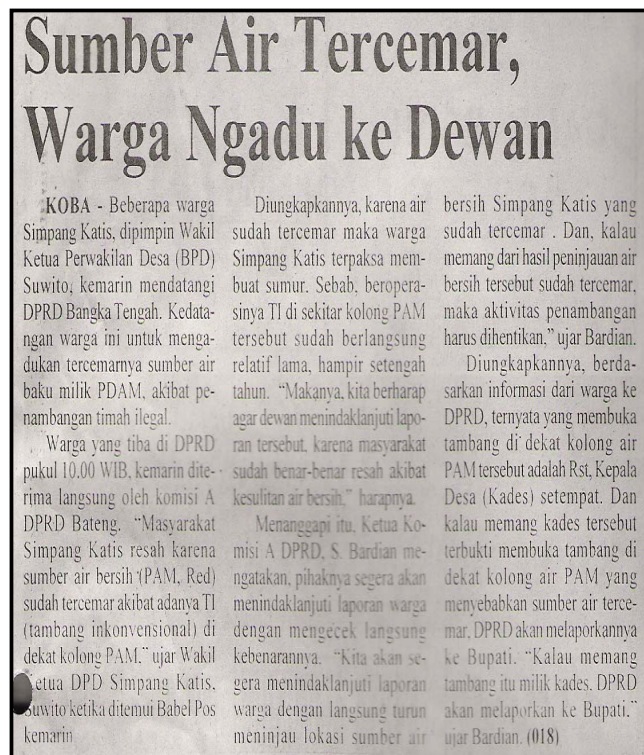 Sumber Air Tercemar,
Warga Ngadu ke Dewan
KOBA - Beberapa warga
Simpang Katis, dipimpin Wakil
Ketua Perwakilan Desa (BPD)
Suwito, kemarin mendatangi
DPRD Bangka Tengah. Kedata-
ngan warga ini untuk menga-
dukan tercemarnya sumber air
baku milik PDAM, akibat pe-
nambangan timah ilegal.
Warga yang tiba di DPRD
pukul 10.00 WIB, kemarin dite-
rima langsung oleh komisi A
DPRD Bateng. “Masyarakat
Simpang Katis resah karena
sumber air bersih (PAM, Red)
sudah tercemar akibat adanya TI
(tambang inkonvensional) di
dekat kolong PAM.” ujar Wakil
Ketua DPD Simpang Katis,
Suwito ketika ditemui Babel Pos
kemarin
Diungkapkannya, karena air
sudah tercemar maka warga
Simpang Katis terpaksa mem-
buat sumur. Sebab, beropera-
sinya TI di sekitar kolong PAM
tersebut sudah berlangsung
relatif lama, hampir setengah
tahun. “Makanya, kita berharap
agar dewan menindaklanjuti lapo-
ran tersebut, karena masyarakat
sudah benar-benar resah akibat
kesulitan air bersih,” harapnya.
Menanggapi itu, Ketua Ko-
misi A DPRD, S. Bardian me-
ngatakan, pihaknya segera akan
menindaklanjuti laporan warga
dengan mengecek langsung
kebenarannya. “Kita akan se-
gera menindaklanjuti laporan
warga dengan langsung turun
meninjau lokasi sumber air
bersih Simpang Katis yang
sudah tercemar . Dan, kalau
memang dari hasil peninjauan air
bersih tersebut sudah tercemar,
maka aktivitas penambangan
harus dihentikan,” ujar Bardian.
Diungkapkannya, berda-
sarkan informasi dari warga ke
DPRD, ternyata yang membuka
tambang di dekat kolong air
PAM tersebut adalah Rst, Kepala
Desa (Kades) setempat. Dan
kalau memang kades tersebut
terbukti membuka tambang di
dekat kolong air PAM yang
menyebabkan sumber air terce-
mar, DPRD akan melaporkannya
ke Bupati. “Kalau memang
tambang itu milik kades, DPRD
akan melaporkan ke Bupati.”
ujar Bardian. (018)